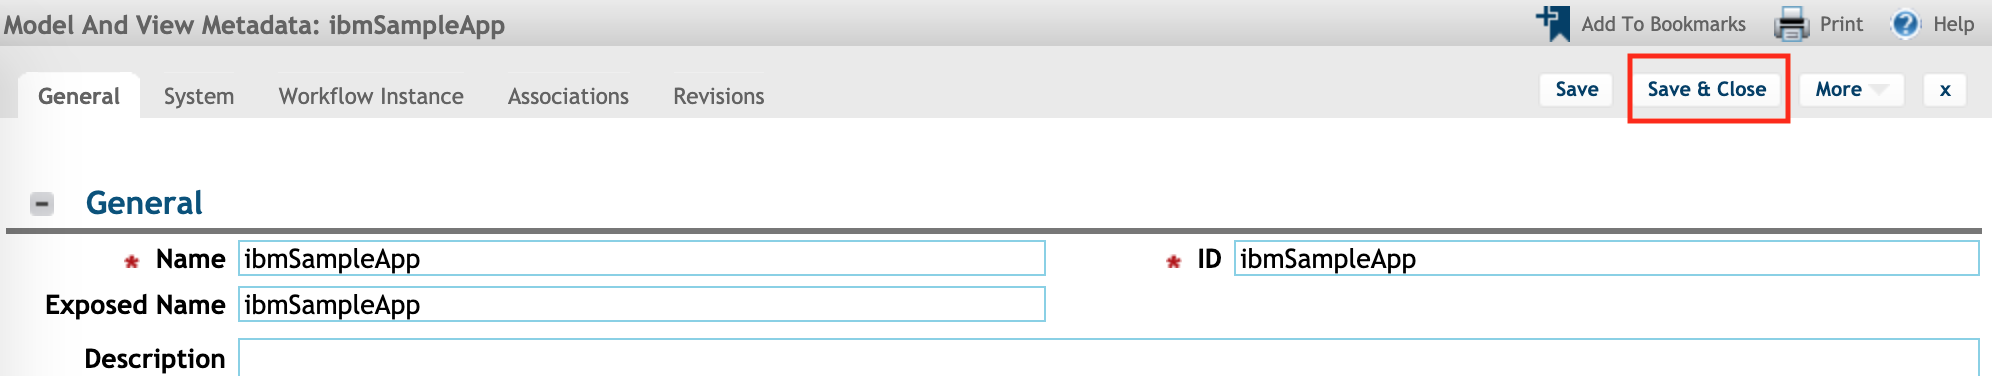 Model And View Metadata: ibmSampleApp
Add To Bookmarks Print ? Help
General System Workflow Instance Associations Revisions Save Save & Close More x
General
* Name ibmSampleApp * ID ibmSampleApp
Exposed Name ibmSampleApp
Description